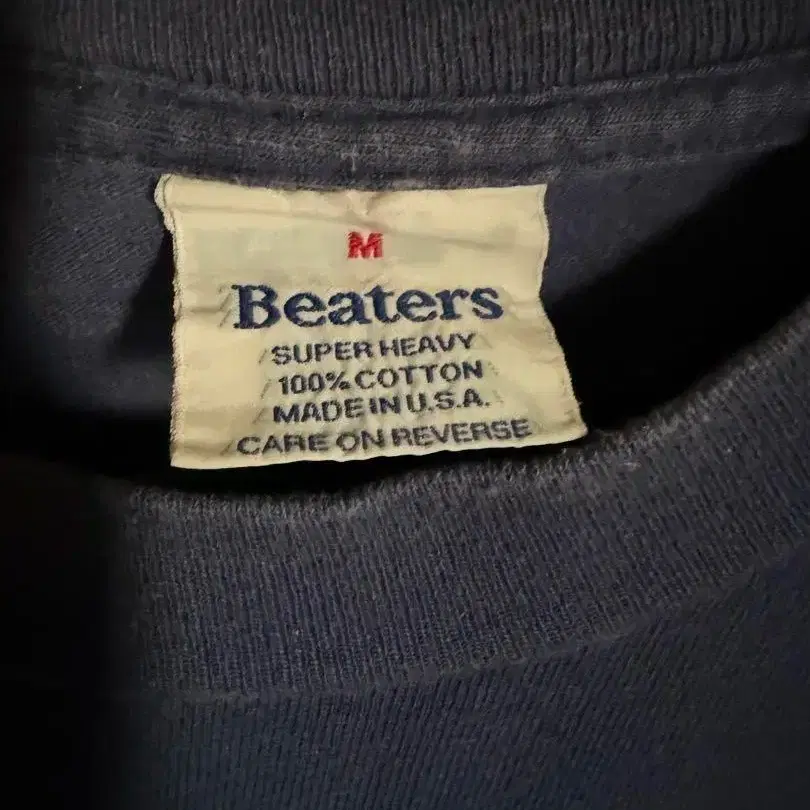 M
Beaters
SUPER HEAVY
100% COTTON
MADE IN U.S.A.
CARE ON REVERSE